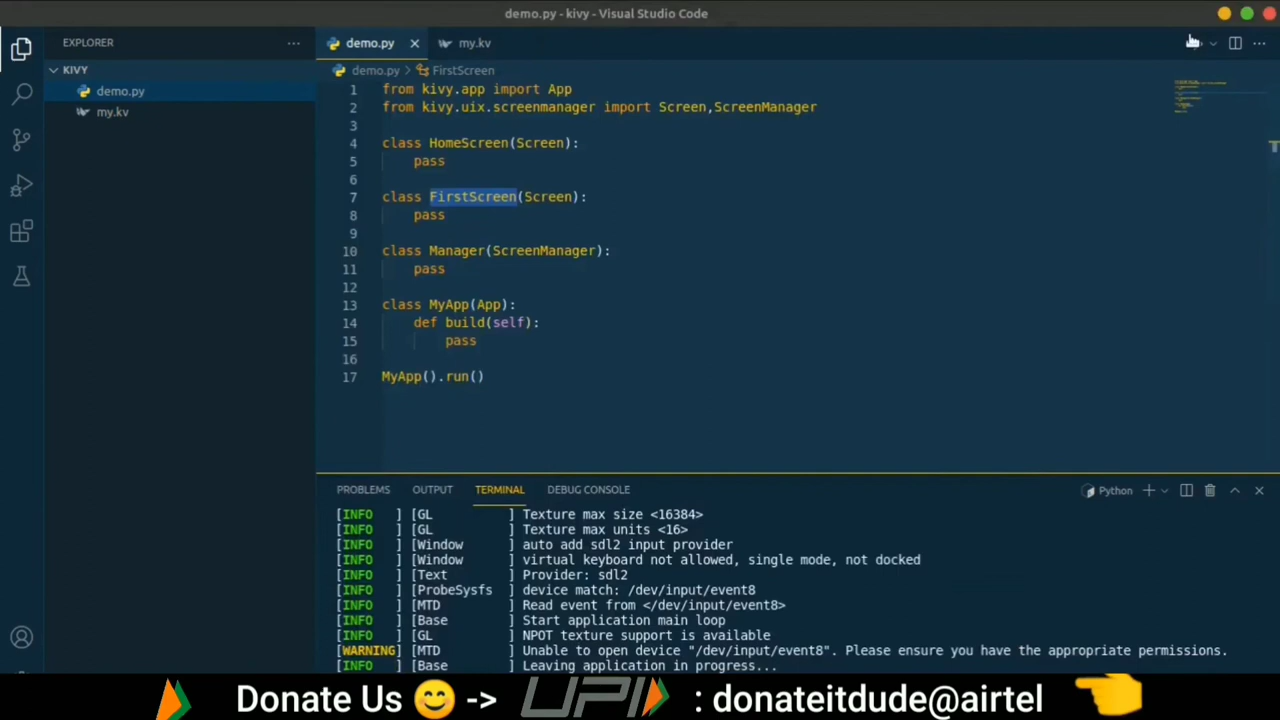 demo.py - kivy - Visual Studio Code
EXPLORER
demo.py
my.kv
KIVY
demo.py
my.kv
demo.py > FirstScreen
1 from kivy.app import App
2 from kivy.uix.screenmanager import Screen,ScreenManager
3
4 class HomeScreen(Screen):
5 pass
6
7 class FirstScreen(Screen):
8 pass
9
10 class Manager(ScreenManager):
11 pass
12
13 class MyApp(App):
14 def build(self):
15 pass
16
17 MyApp().run()
PROBLEMS OUTPUT TERMINAL DEBUG CONSOLE
Python
[INFO ] [GL ] Texture max size <16384>
[INFO ] [GL ] Texture max units <16>
[INFO ] [Window ] auto add sdl2 input provider
[INFO ] [Window ] virtual keyboard not allowed, single mode, not docked
[INFO ] [Text ] Provider: sdl2
[INFO ] [ProbeSysfs ] device match: /dev/input/event8
[INFO ] [MTD ] Read event from </dev/input/event8>
[INFO ] [Base ] Start application main loop
[INFO ] [GL ] NPOT texture support is available
[WARNING] [MTD ] Unable to open device "/dev/input/event8". Please ensure you have the appropriate permissions.
[INFO ] [Base ] Leaving application in progress...
Donate Us 😊 -> UPI : donateitdude@airtel 👈